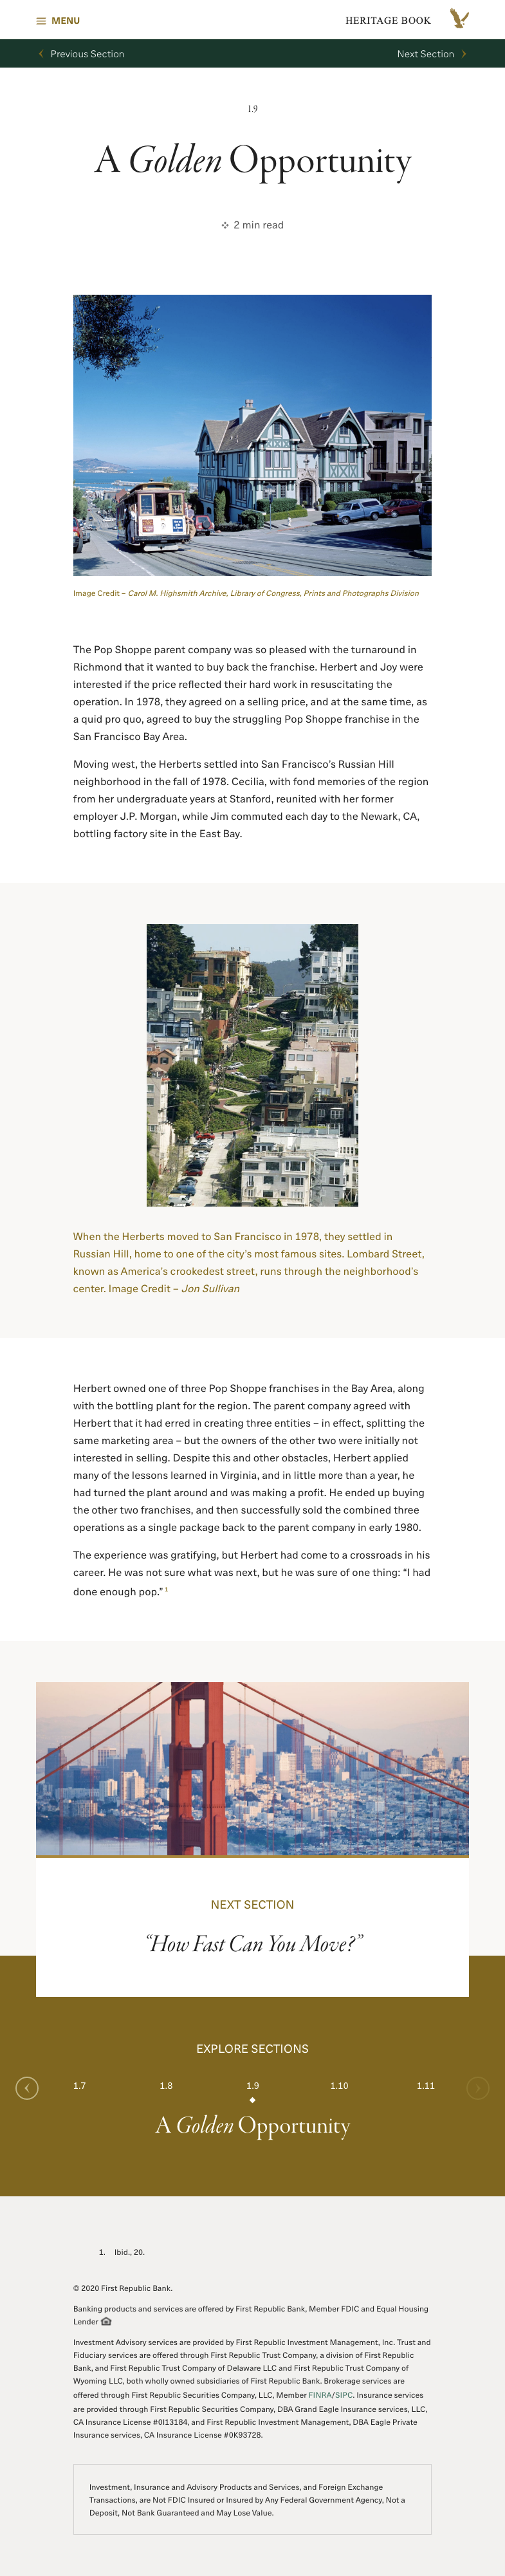 MENU
HERITAGE BOOK
Previous Section
Next Section
1.9
A Golden Opportunity
2 min read
Image Credit – Carol M. Highsmith Archive, Library of Congress, Prints and Photographs Division
The Pop Shoppe parent company was so pleased with the turnaround in
Richmond that it wanted to buy back the franchise. Herbert and Joy were
interested if the price reflected their hard work in resuscitating the
operation. In 1978, they agreed on a selling price, and at the same time, as
a quid pro quo, agreed to buy the struggling Pop Shoppe franchise in the
San Francisco Bay Area.
Moving west, the Herberts settled into San Francisco's Russian Hill
neighborhood in the fall of 1978. Cecilia, with fond memories of the region
from her undergraduate years at Stanford, reunited with her former
employer J.P. Morgan, while Jim commuted each day to the Newark, CA,
bottling factory site in the East Bay.
When the Herberts moved to San Francisco in 1978, they settled in
Russian Hill, home to one of the city's most famous sites. Lombard Street,
known as America's crookedest street, runs through the neighborhood's
center. Image Credit – Jon Sullivan
Herbert owned one of three Pop Shoppe franchises in the Bay Area, along
with the bottling plant for the region. The parent company agreed with
Herbert that it had erred in creating three entities – in effect, splitting the
same marketing area – but the owners of the other two were initially not
interested in selling. Despite this and other obstacles, Herbert applied
many of the lessons learned in Virginia, and in little more than a year, he
had turned the plant around and was making a profit. He ended up buying
the other two franchises, and then successfully sold the combined three
operations as a single package back to the parent company in early 1980.
The experience was gratifying, but Herbert had come to a crossroads in his
career. He was not sure what was next, but he was sure of one thing: “I had
done enough pop.” 1
NEXT SECTION
“How Fast Can You Move?”
EXPLORE SECTIONS
1.7
1.8
1.9
1.10
1.11
A Golden Opportunity
1. Ibid., 20.
© 2020 First Republic Bank.
Banking products and services are offered by First Republic Bank, Member FDIC and Equal Housing
Lender
Investment Advisory services are provided by First Republic Investment Management, Inc. Trust and
Fiduciary services are offered through First Republic Trust Company, a division of First Republic
Bank, and First Republic Trust Company of Delaware LLC and First Republic Trust Company of
Wyoming LLC, both wholly owned subsidiaries of First Republic Bank. Brokerage services are
offered through First Republic Securities Company, LLC, Member FINRA/SIPC. Insurance services
are provided through First Republic Securities Company, DBA Grand Eagle Insurance services, LLC,
CA Insurance License #0I13184, and First Republic Investment Management, DBA Eagle Private
Insurance services, CA Insurance License #0K93728.
Investment, Insurance and Advisory Products and Services, and Foreign Exchange
Transactions, are Not FDIC Insured or Insured by Any Federal Government Agency, Not a
Deposit, Not Bank Guaranteed and May Lose Value.